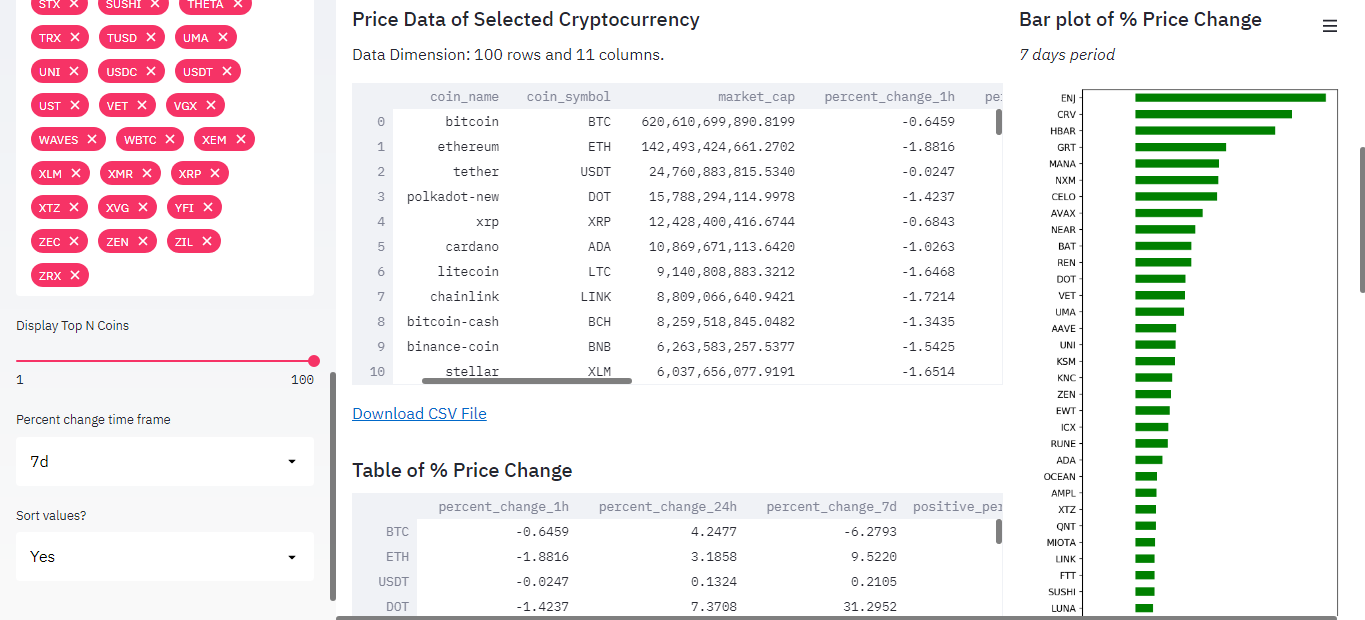 STX ✕ SUSHI ✕ THETA ✕
TRX ✕ TUSD ✕ UMA ✕
UNI ✕ USDC ✕ USDT ✕
UST ✕ VET ✕ VGX ✕
WAVES ✕ WBTC ✕ XEM ✕
XLM ✕ XMR ✕ XRP ✕
XTZ ✕ XVG ✕ YFI ✕
ZEC ✕ ZEN ✕ ZIL ✕
ZRX ✕
Display Top N Coins
1 100
Percent change time frame
7d
Sort values?
Yes
Price Data of Selected Cryptocurrency
Data Dimension: 100 rows and 11 columns.
coin_name coin_symbol market_cap percent_change_1h pe
0 bitcoin BTC 620,610,699,890.8199 -0.6459
1 ethereum ETH 142,493,424,661.2702 -1.8816
2 tether USDT 24,760,883,815.5340 -0.0247
3 polkadot-new DOT 15,788,294,114.9978 -1.4237
4 xrp XRP 12,428,400,416.6744 -0.6843
5 cardano ADA 10,869,671,113.6420 -1.0263
6 litecoin LTC 9,140,808,883.3212 -1.6468
7 chainlink LINK 8,809,066,640.9421 -1.7214
8 bitcoin-cash BCH 8,259,518,845.0482 -1.3435
9 binance-coin BNB 6,263,583,257.5377 -1.5425
10 stellar XLM 6,037,656,077.9191 -1.6514
Download CSV File
Table of % Price Change
percent_change_1h percent_change_24h percent_change_7d positive_per
BTC -0.6459 4.2477 -6.2793
ETH -1.8816 3.1858 9.5220
USDT -0.0247 0.1324 0.2105
DOT -1.4237 7.3708 31.2952
Bar plot of % Price Change
7 days period
ENJ
CRV
HBAR
GRT
MANA
NXM
CELO
AVAX
NEAR
BAT
REN
DOT
VET
UMA
AAVE
UNI
KSM
KNC
ZEN
EWT
ICX
RUNE
ADA
OCEAN
AMPL
XTZ
QNT
MIOTA
LINK
FTT
SUSHI
LUNA